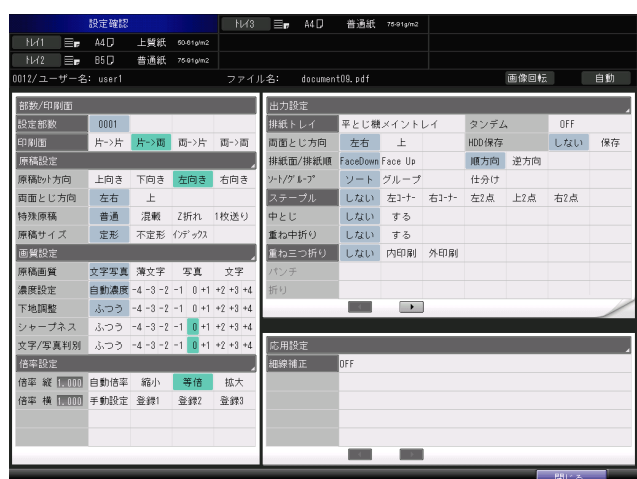 設定確認
ﾄﾚｲ3 A4 普通紙 75-91g/m2
ﾄﾚｲ1 A4 上質紙 50-61g/m2
ﾄﾚｲ2 B5 普通紙 75-91g/m2
0012/ユーザー名: user1 ファイル名: document09.pdf 画像回転 自動
部数/印刷面
設定部数 0001
印刷面 片->片 片->両 両->片 両->両
原稿設定
原稿ｾｯﾄ方向 上向き 下向き 左向き 右向き
両面とじ方向 左右 上
特殊原稿 普通 混載 Z折れ 1枚送り
原稿サイズ 定形 不定形 ｲﾝﾃﾞｯｸｽ
画質設定
原稿画質 文字写真 薄文字 写真 文字
濃度設定 自動濃度 -4 -3 -2 -1 0 +1 +2 +3 +4
下地調整 ふつう -4 -3 -2 -1 0 +1 +2 +3 +4
シャープネス ふつう -4 -3 -2 -1 0 +1 +2 +3 +4
文字/写真判別 ふつう -4 -3 -2 -1 0 +1 +2 +3 +4
倍率設定
倍率 縦 1.000 自動倍率 縮小 等倍 拡大
倍率 横 1.000 手動設定 登録1 登録2 登録3
出力設定
排紙トレイ 平とじ機メイントレイ タンデム OFF
両面とじ方向 左右 上 HDD保存 しない 保存
排紙面/排紙順 FaceDown Face Up 順方向 逆方向
ｿｰﾄ/ｸﾞﾙｰﾌﾟ ソート グループ 仕分け
ステープル しない 左ｺｰﾅｰ 右ｺｰﾅｰ 左2点 上2点 右2点
中とじ しない する
重ね中折り しない する
重ね三つ折り しない 内印刷 外印刷
パンチ
折り
応用設定
細線補正 OFF
閉じる